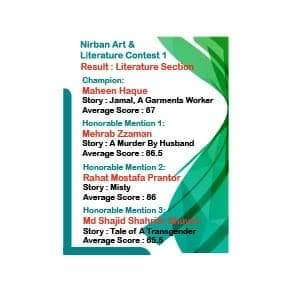 Nirban Art &
Literature Contest 1
Result : Literature Section
Champion:
Maheen Haque
Story : Jamal, A Garments Worker
Average Score : 87
Honorable Mention 1:
Mehrab Zzaman
Story : A Murder By Husband
Average Score : 86.5
Honorable Mention 2:
Rahat Mostafa Prantor
Story : Misty
Average Score : 86
Honorable Mention 3:
Md Shajid Shahriar
Story : Tale of A Transgender
Average Score : 85.5